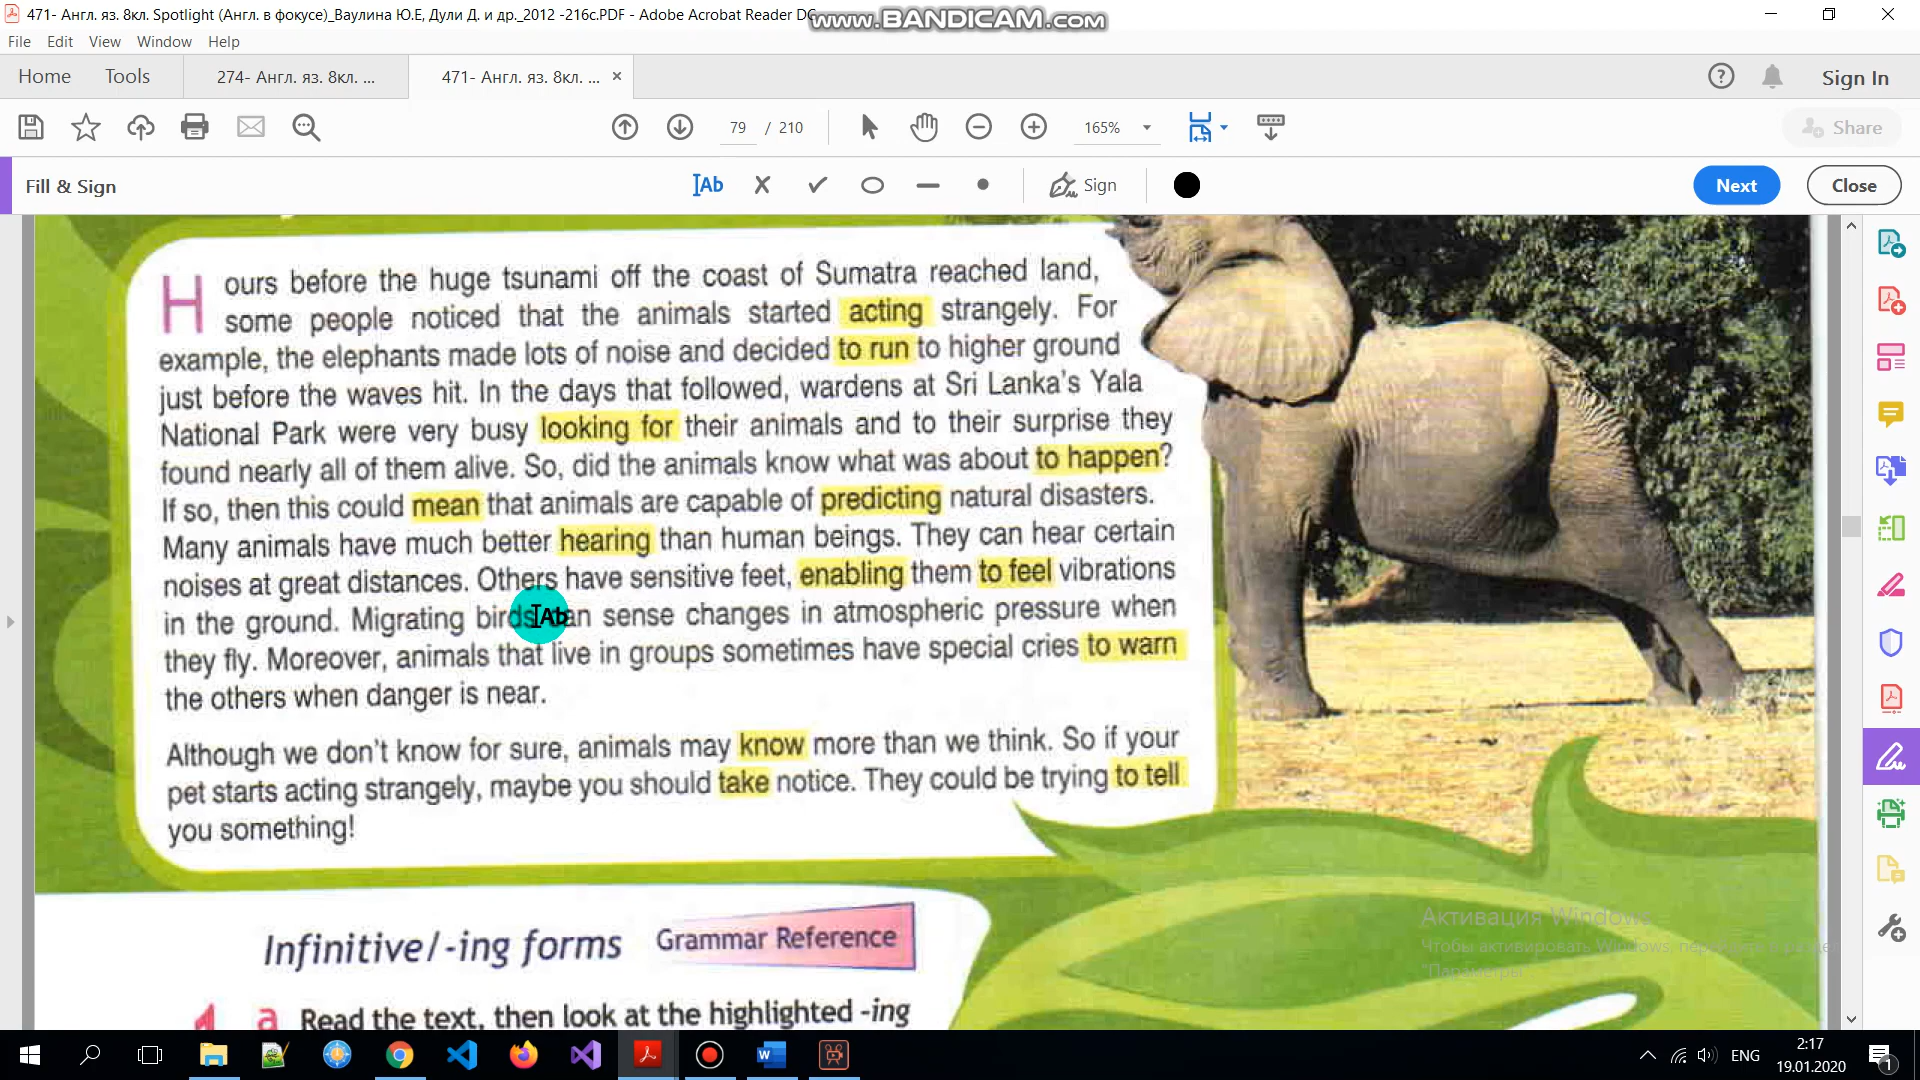 471- Англ. яз. 8кл. Spotlight (Англ. в фокусе)_Ваулина Ю.Е, Дули Д. и др._2012 -216с.PDF - Adobe Acrobat Reader DC
www.BANDICAM.com
File Edit View Window Help
Home Tools 274- Англ. яз. 8кл. ... 471- Англ. яз. 8кл. ... × Sign In
79 / 210 165% Share
Fill & Sign Ab Sign Next Close
Hours before the huge tsunami off the coast of Sumatra reached land,
some people noticed that the animals started acting strangely. For
example, the elephants made lots of noise and decided to run to higher ground
just before the waves hit. In the days that followed, wardens at Sri Lanka's Yala
National Park were very busy looking for their animals and to their surprise they
found nearly all of them alive. So, did the animals know what was about to happen?
If so, then this could mean that animals are capable of predicting natural disasters.
Many animals have much better hearing than human beings. They can hear certain
noises at great distances. Others have sensitive feet, enabling them to feel vibrations
in the ground. Migrating birds can sense changes in atmospheric pressure when
they fly. Moreover, animals that live in groups sometimes have special cries to warn
the others when danger is near.
Although we don't know for sure, animals may know more than we think. So if your
pet starts acting strangely, maybe you should take notice. They could be trying to tell
you something!
Infinitive/-ing forms Grammar Reference
Активация Windows
Чтобы активировать Windows, перейдите в раздел
"Параметры
1 a Read the text, then look at the highlighted -ing
ENG
2:17
19.01.2020
1